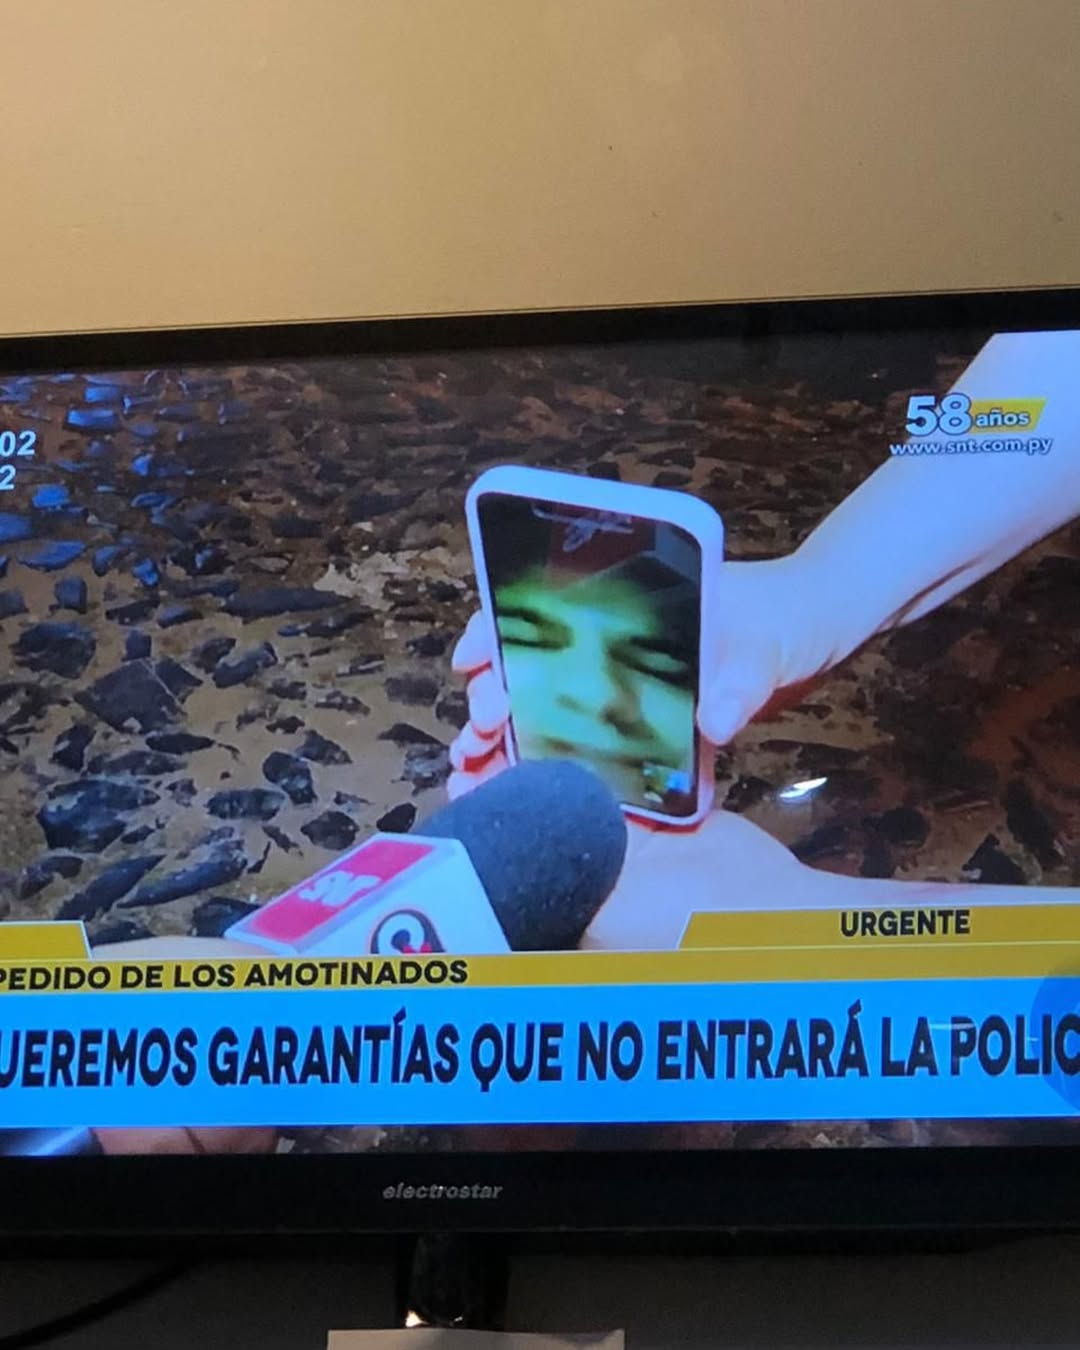 58 años
www.snt.com.py
02
2
snt
URGENTE
PEDIDO DE LOS AMOTINADOS
UEREMOS GARANTÍAS QUE NO ENTRARÁ LA POLIC
electrostar